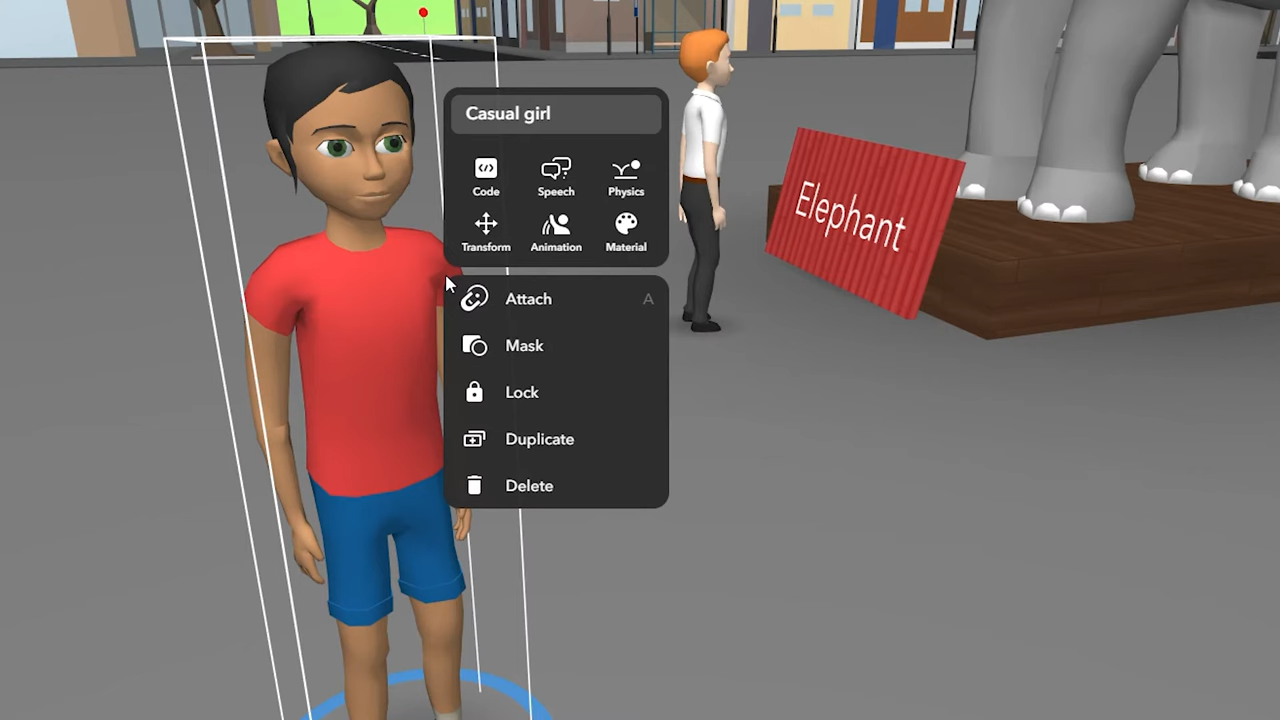 Casual girl
Code Speech Physics
Transform Animation Material
Attach A
Mask
Lock
Duplicate
Delete
Elephant